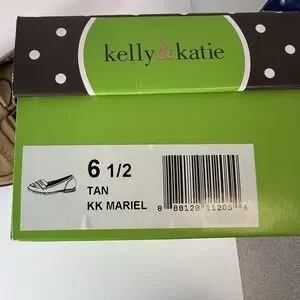 kelly&katie
6 1/2
TAN
KK MARIEL
8 88128 11205 4